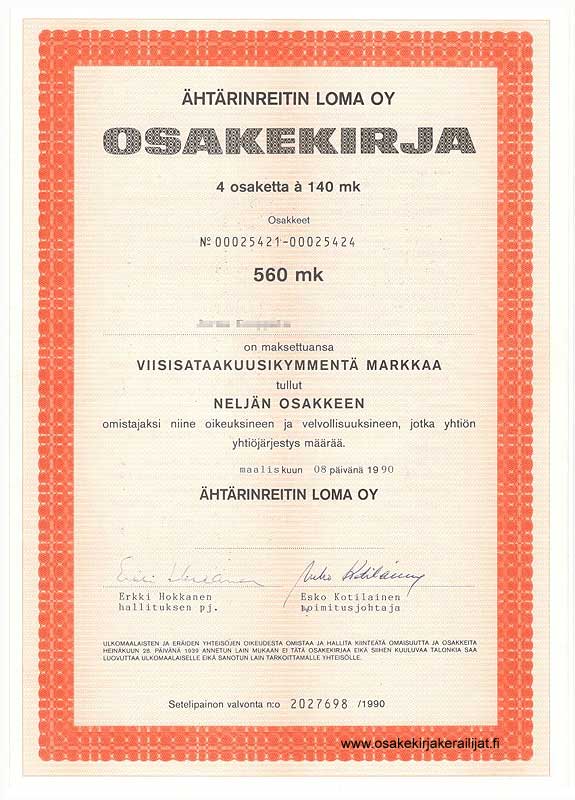 ÄHTÄRINREITIN LOMA OY
OSAKEKIRJA
4 osaketta à 140 mk
Osakkeet
Nº 00025421-00025424
560 mk
on maksettuansa
VIISISATAAKUUSIKYMMENTÄ MARKKAA
tullut
NELJÄN OSAKKEEN
omistajaksi niine oikeuksineen ja velvollisuuksineen, jotka yhtiön
yhtiöjärjestys määrää.
maaliskuun 08 päivänä 1990
ÄHTÄRINREITIN LOMA OY
Erkki Hokkanen
hallituksen pj.
Esko Kotilainen
toimitusjohtaja
ULKOMAALAISTEN JA ERÄIDEN YHTEISÖJEN OIKEUDESTA OMISTAA JA HALLITA KIINTEÄTÄ OMAISUUTTA JA OSAKKEITA
HEINÄKUUN 28. PÄIVÄNÄ 1939 ANNETUN LAIN MUKAAN EI TÄTÄ OSAKEKIRJAA EIKÄ SIIHEN KUULUVAA TALONKIA SAA
LUOVUTTAA ULKOMAALAISELLE EIKÄ SANOTUN LAIN TARKOITTAMALLE YHTEISÖLLE.
Setelipainon valvonta n:o 2027698 /1990
www.osakekirjakerailijat.fi